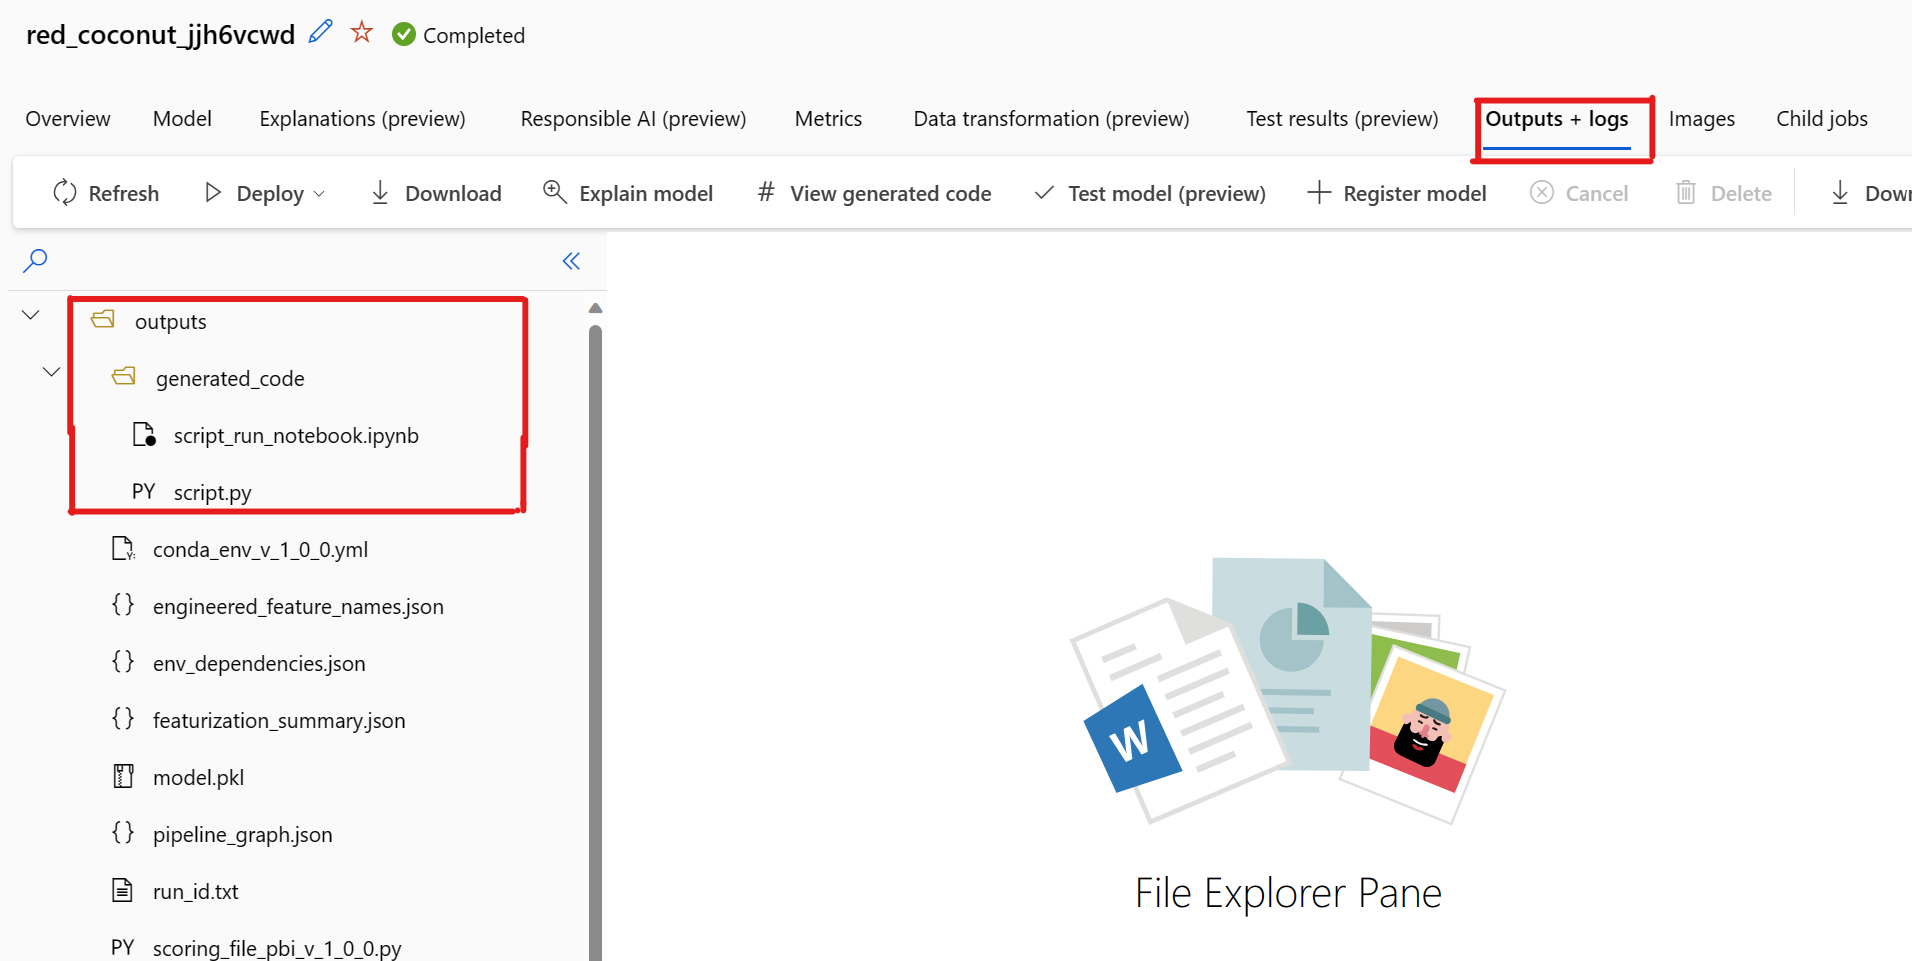 red_coconut_jjh6vcwd Completed
Overview Model Explanations (preview) Responsible AI (preview) Metrics Data transformation (preview) Test results (preview) Outputs + logs Images Child jobs
Refresh Deploy Download Explain model # View generated code Test model (preview) Register model Cancel Delete Down
outputs
generated_code
script_run_notebook.ipynb
PY script.py
Y: conda_env_v_1_0_0.yml
{} engineered_feature_names.json
{} env_dependencies.json
{} featurization_summary.json
model.pkl
{} pipeline_graph.json
run_id.txt
PY scoring_file_pbi_v_1_0_0.py
W
File Explorer Pane